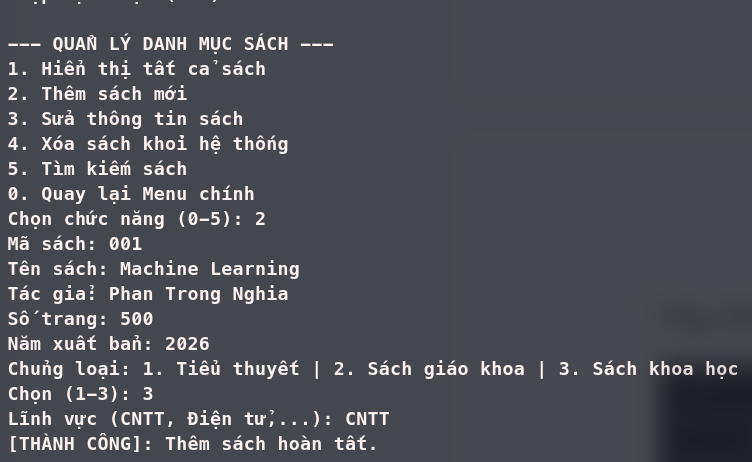 --- QUẢN LÝ DANH MỤC SÁCH ---
1. Hiển thị tất cả sách
2. Thêm sách mới
3. Sửa thông tin sách
4. Xóa sách khỏi hệ thống
5. Tìm kiếm sách
0. Quay lại Menu chính
Chọn chức năng (0-5): 2
Mã sách: 001
Tên sách: Machine Learning
Tác giả: Phan Trong Nghia
Số trang: 500
Năm xuất bản: 2026
Chủng loại: 1. Tiểu thuyết | 2. Sách giáo khoa | 3. Sách khoa học
Chọn (1-3): 3
Lĩnh vực (CNTT, Điện tử,...): CNTT
[THÀNH CÔNG]: Thêm sách hoàn tất.